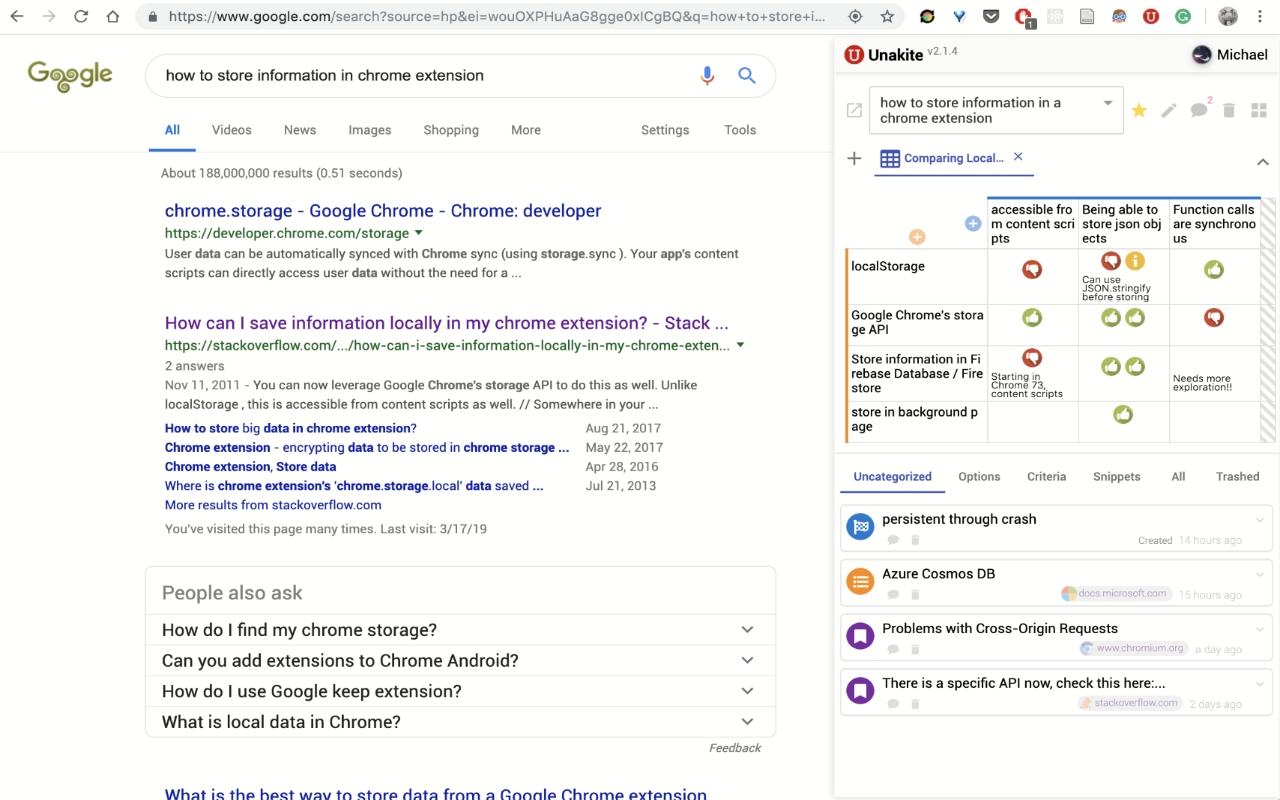 https://www.google.com/search?source=hp&ei=wouOXPHuAaG8gge0xICgBQ&q=how+to+store+i...
1
Google
how to store information in chrome extension
All Videos News Images Shopping More Settings Tools
About 188,000,000 results (0.51 seconds)
chrome.storage - Google Chrome - Chrome: developer
https://developer.chrome.com/storage
User data can be automatically synced with Chrome sync (using storage.sync ). Your app's content
scripts can directly access user data without the need for a ...
How can I save information locally in my chrome extension? - Stack ...
https://stackoverflow.com/.../how-can-i-save-information-locally-in-my-chrome-exten...
2 answers
Nov 11, 2011 - You can now leverage Google Chrome's storage API to do this as well. Unlike
localStorage , this is accessible from content scripts as well. // Somewhere in your ...
How to store big data in chrome extension? Aug 21, 2017
Chrome extension - encrypting data to be stored in chrome storage ... May 22, 2017
Chrome extension, Store data Apr 28, 2016
Where is chrome extension's 'chrome.storage.local' data saved ... Jul 21, 2013
More results from stackoverflow.com
You've visited this page many times. Last visit: 3/17/19
People also ask
How do I find my chrome storage?
Can you add extensions to Chrome Android?
How do I use Google keep extension?
What is local data in Chrome?
Feedback
What is the best way to store data from a Google Chrome extension
Unakite v2.1.4 Michael
how to store information in a
chrome extension
2
Comparing Local...
accessible fro
m content scri
pts
Being able to
store json obj
ects
Function calls
are synchrono
us
localStorage
Can use
JSON.stringify
before storing
Google Chrome's stora
ge API
Store information in Fi
rebase Database / Fire
store
Starting in
Chrome 73,
content scripts
Needs more
exploration!!
store in background p
age
Uncategorized Options Criteria Snippets All Trashed
persistent through crash
Created 14 hours ago
Azure Cosmos DB
docs.microsoft.com 15 hours ago
Problems with Cross-Origin Requests
www.chromium.org a day ago
There is a specific API now, check this here:...
stackoverflow.com 2 days ago